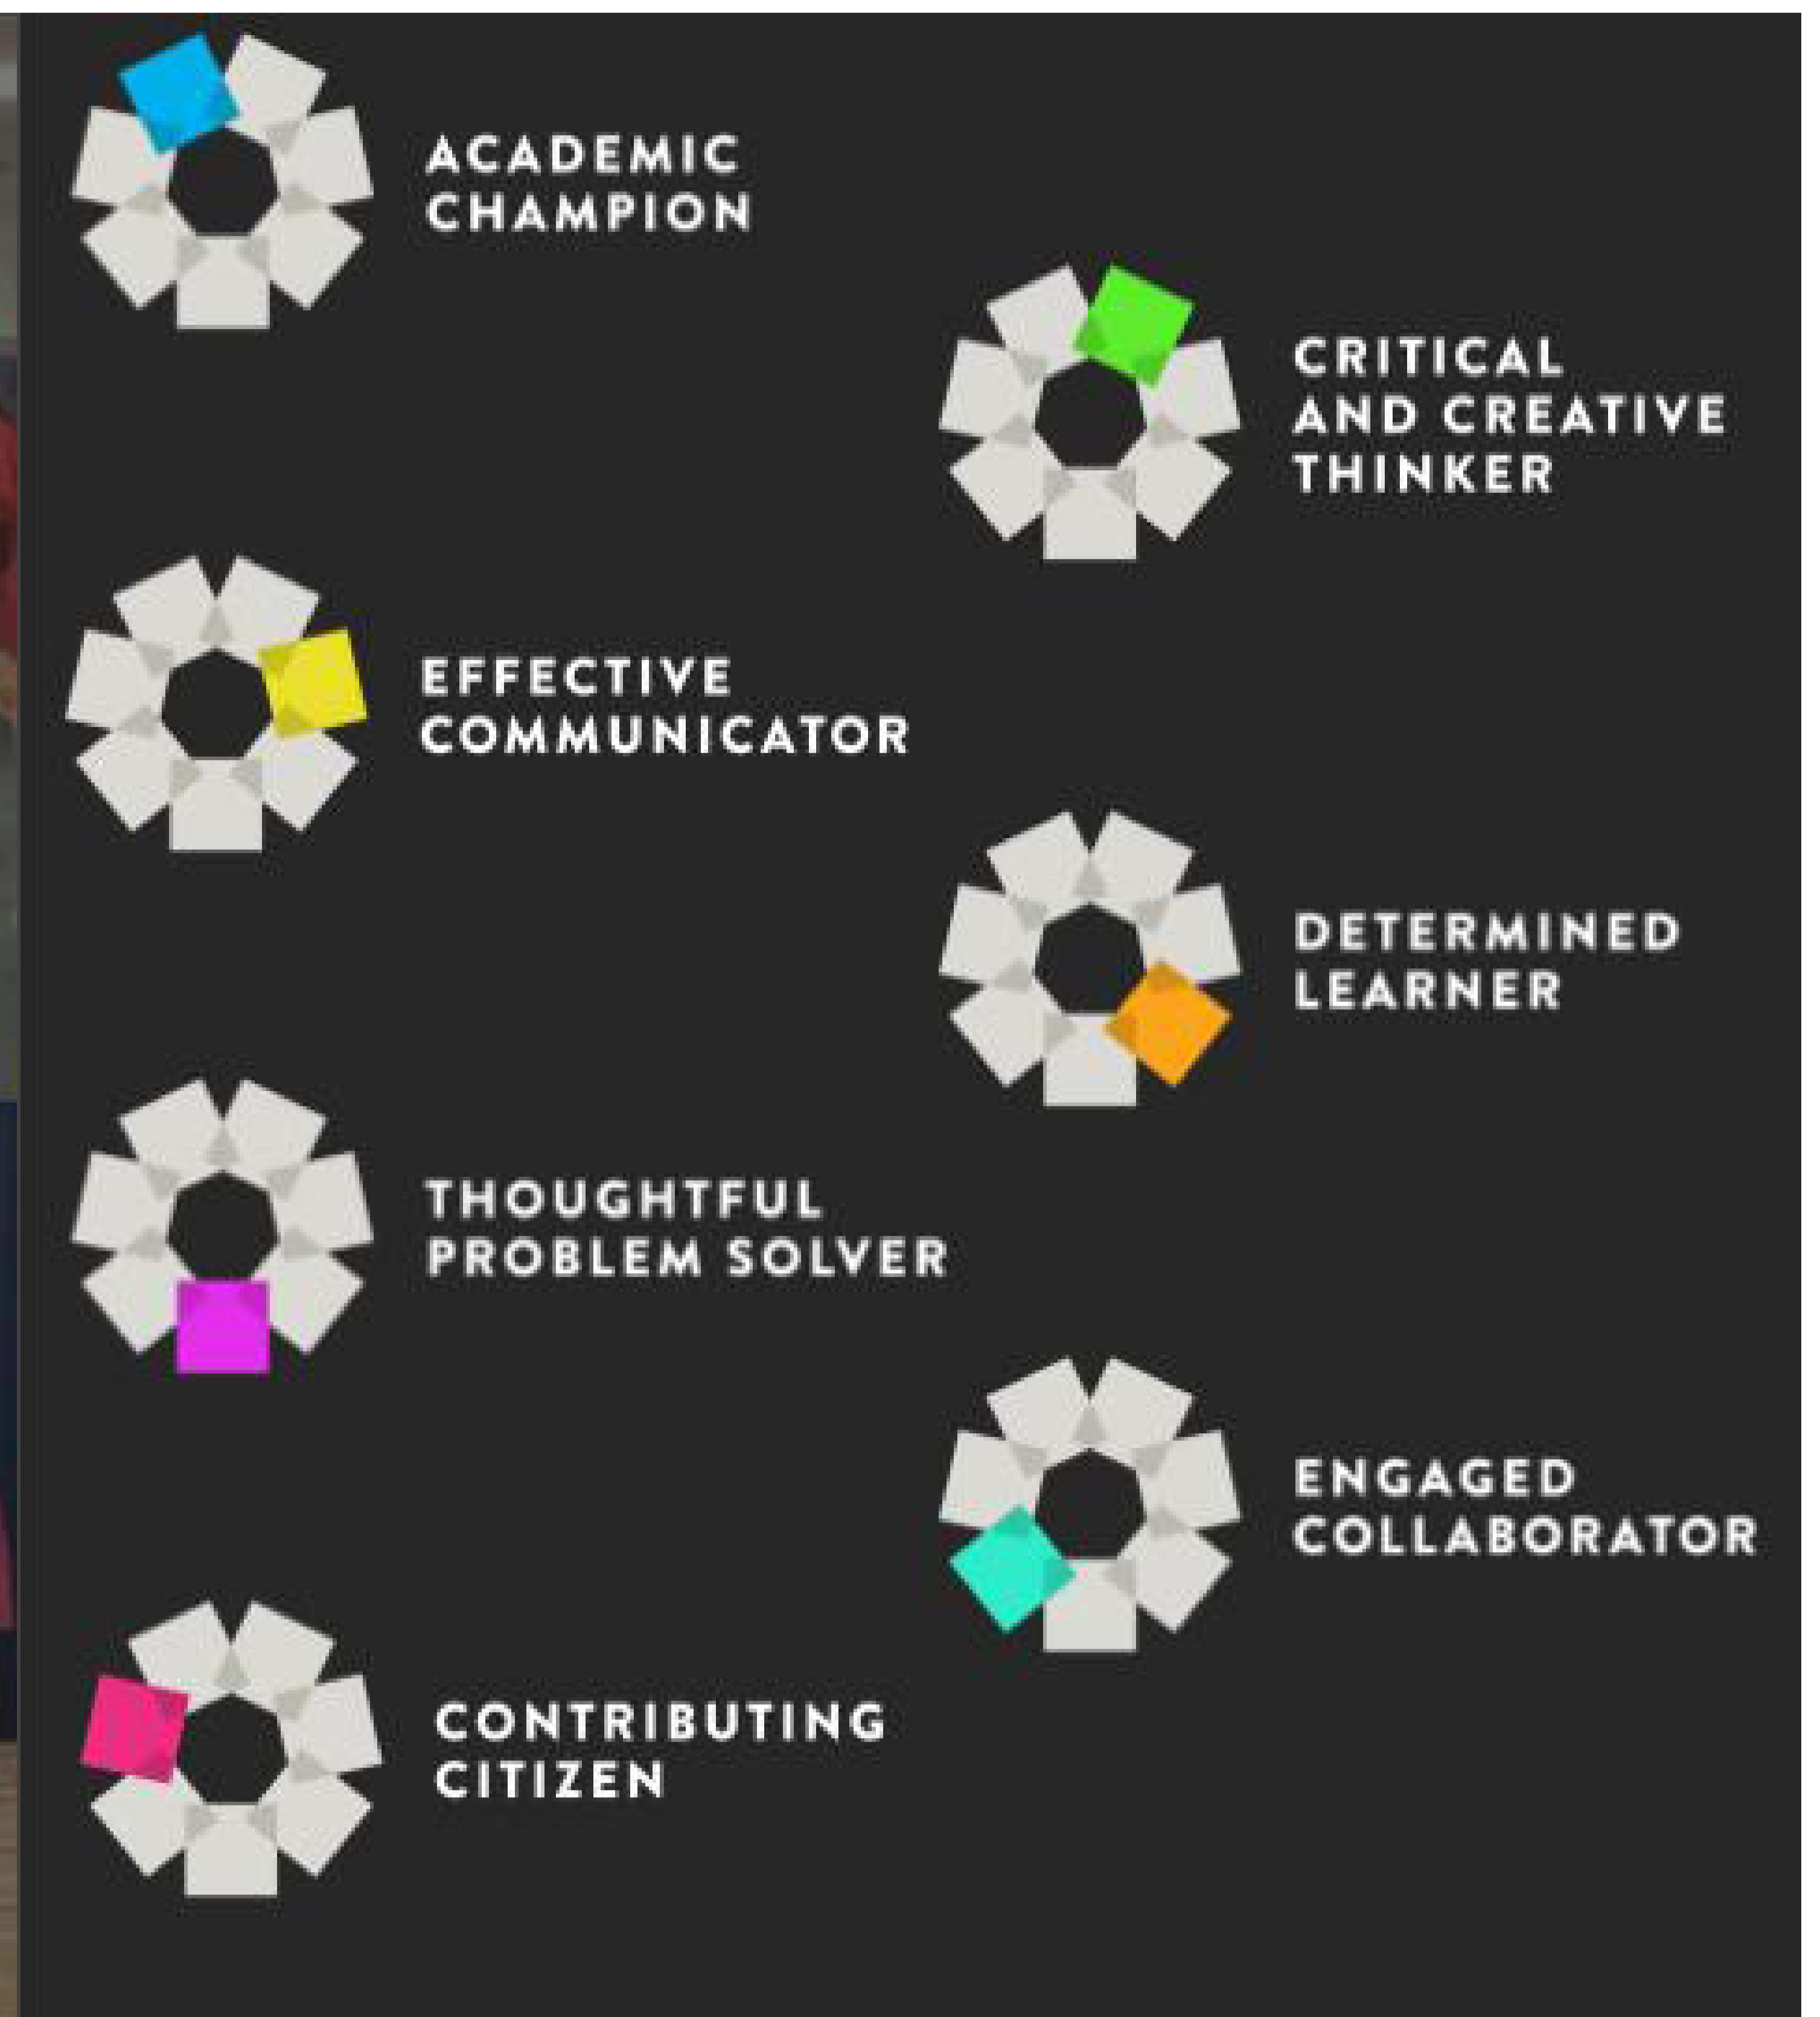 ACADEMIC
CHAMPION
CRITICAL
AND CREATIVE
THINKER
EFFECTIVE
COMMUNICATOR
DETERMINED
LEARNER
THOUGHTFUL
PROBLEM SOLVER
ENGAGED
COLLABORATOR
CONTRIBUTING
CITIZEN